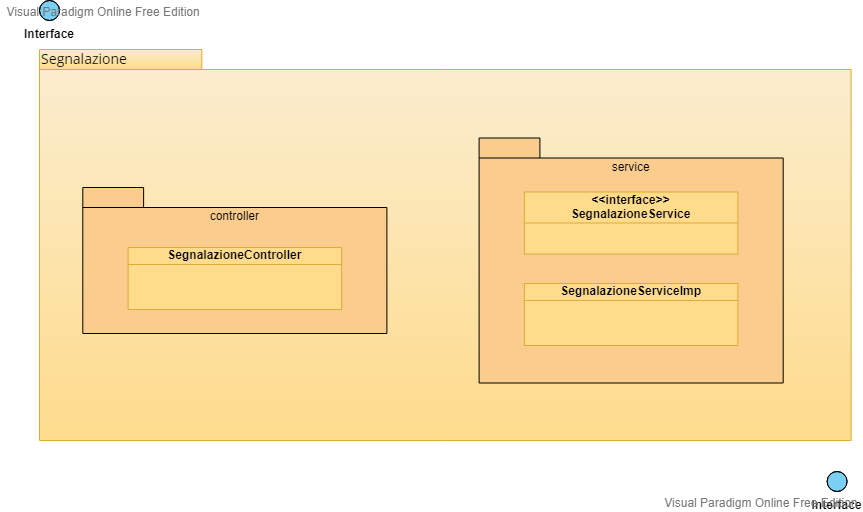 Visual Paradigm Online Free Edition
Interface
Segnalazione
service
<<interface>>
SegnalazioneService
controller
SegnalazioneController
SegnalazioneServiceImp
Visual Paradigm Online Free Edition
Interface